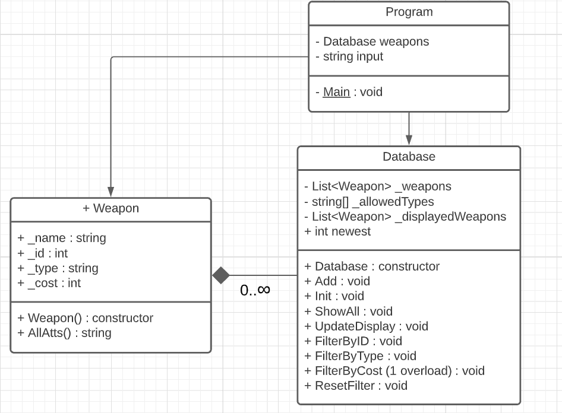 Program
- Database weapons
- string input
- Main : void
Database
- List<Weapon> _weapons
- string[] _allowedTypes
- List<Weapon> _displayedWeapons
+ int newest
+ Database : constructor
+ Add : void
+ Init : void
+ ShowAll : void
+ UpdateDisplay : void
+ FilterByID : void
+ FilterByType : void
+ FilterByCost (1 overload) : void
+ ResetFilter : void
+ Weapon
+ _name : string
+ _id : int
+ _type : string
+ _cost : int
+ Weapon() : constructor
+ AllAtts() : string
0..∞